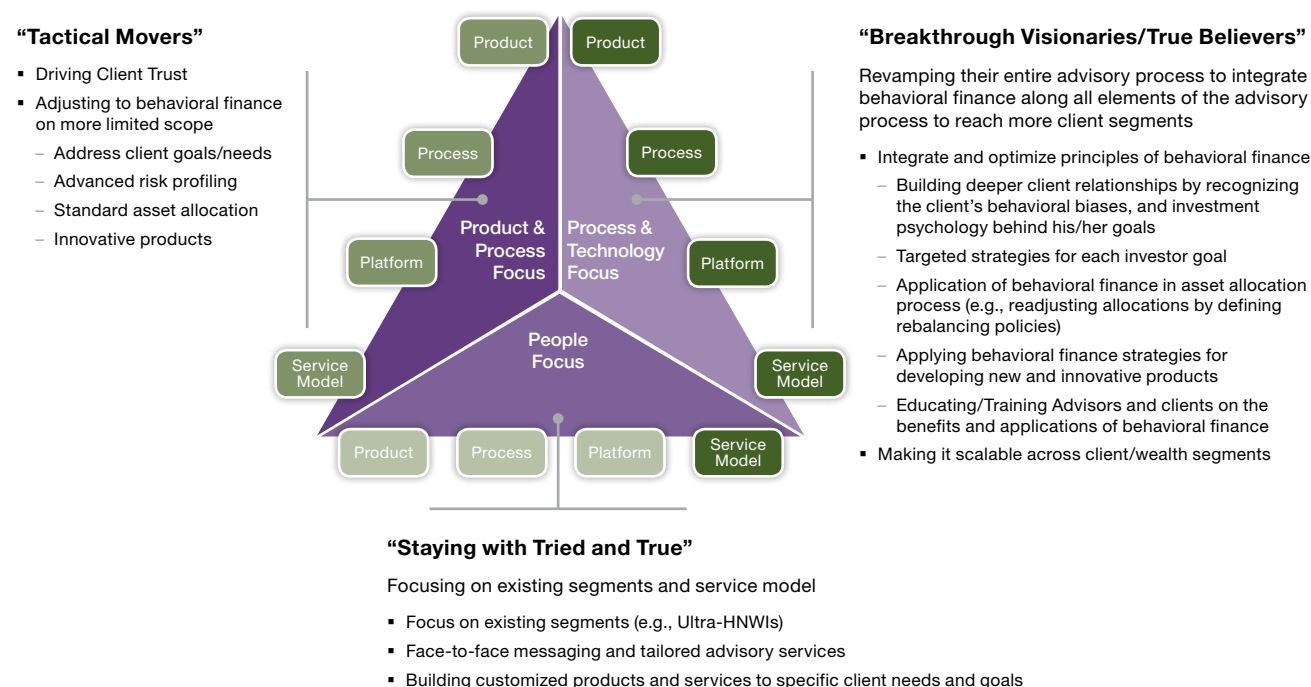 “Tactical Movers”
▪ Driving Client Trust
▪ Adjusting to behavioral finance
on more limited scope
– Address client goals/needs
– Advanced risk profiling
– Standard asset allocation
– Innovative products
Product
Product
Process
Process
Platform
Platform
Service
Model
Service
Model
Product &
Process
Focus
Process &
Technology
Focus
People
Focus
Product
Process
Platform
Service
Model
“Breakthrough Visionaries/True Believers”
Revamping their entire advisory process to integrate
behavioral finance along all elements of the advisory
process to reach more client segments
▪ Integrate and optimize principles of behavioral finance
– Building deeper client relationships by recognizing
the client’s behavioral biases, and investment
psychology behind his/her goals
– Targeted strategies for each investor goal
– Application of behavioral finance in asset allocation
process (e.g., readjusting allocations by defining
rebalancing policies)
– Applying behavioral finance strategies for
developing new and innovative products
– Educating/Training Advisors and clients on the
benefits and applications of behavioral finance
▪ Making it scalable across client/wealth segments
“Staying with Tried and True”
Focusing on existing segments and service model
▪ Focus on existing segments (e.g., Ultra-HNWIs)
▪ Face-to-face messaging and tailored advisory services
▪ Building customized products and services to specific client needs and goals